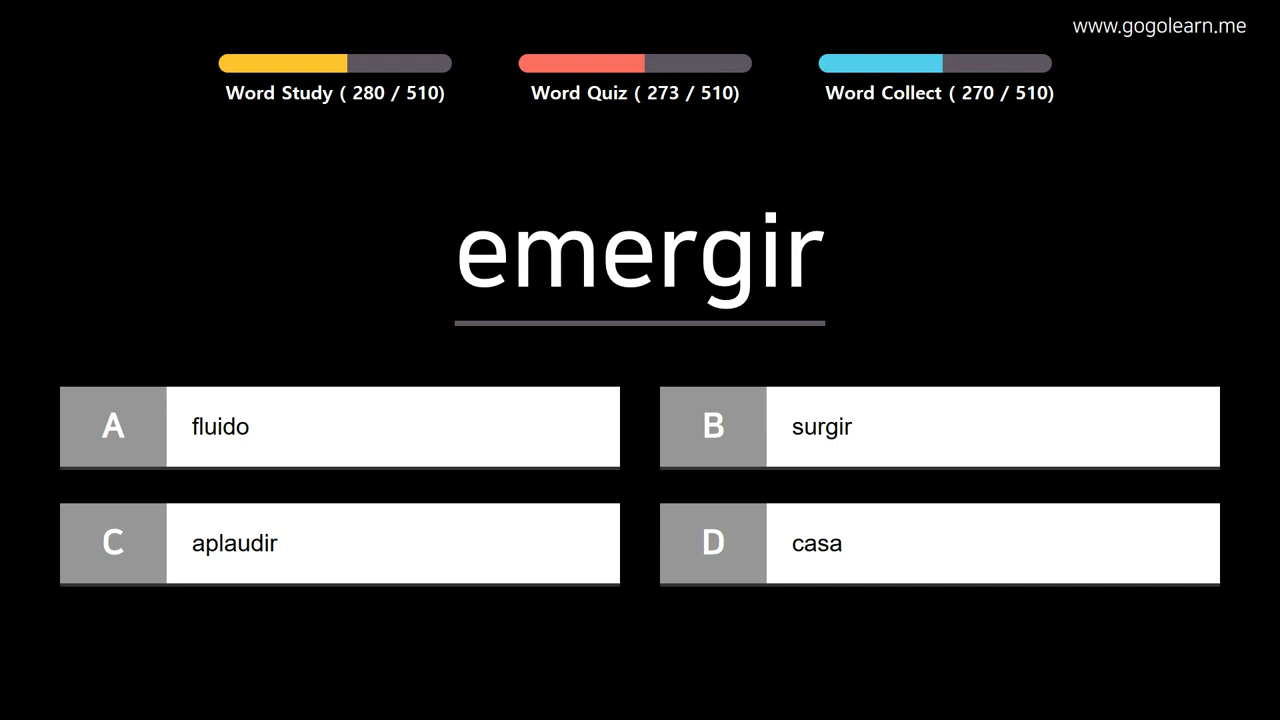 www.gogolearn.me
Word Study ( 280 / 510)
Word Quiz ( 273 / 510)
Word Collect ( 270 / 510)
emergir
A fluido
B surgir
C aplaudir
D casa